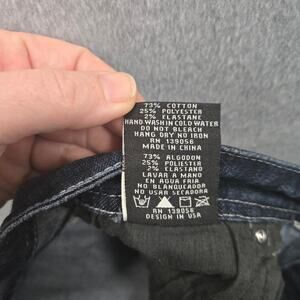 73% COTTON
25% POLYESTER
2% ELASTANE
HAND WASH IN COLD WATER
DO NOT BLEACH
HANG DRY NO IRON
RN 139056
MADE IN CHINA
73% ALGODON
25% POLIESTER
2% ELASTANO
LAVAR A MANO
EN AGUA FRIA
NO BLANQUEADOR
NO USAR SECADORA
RN 139056
DESIGN IN USA